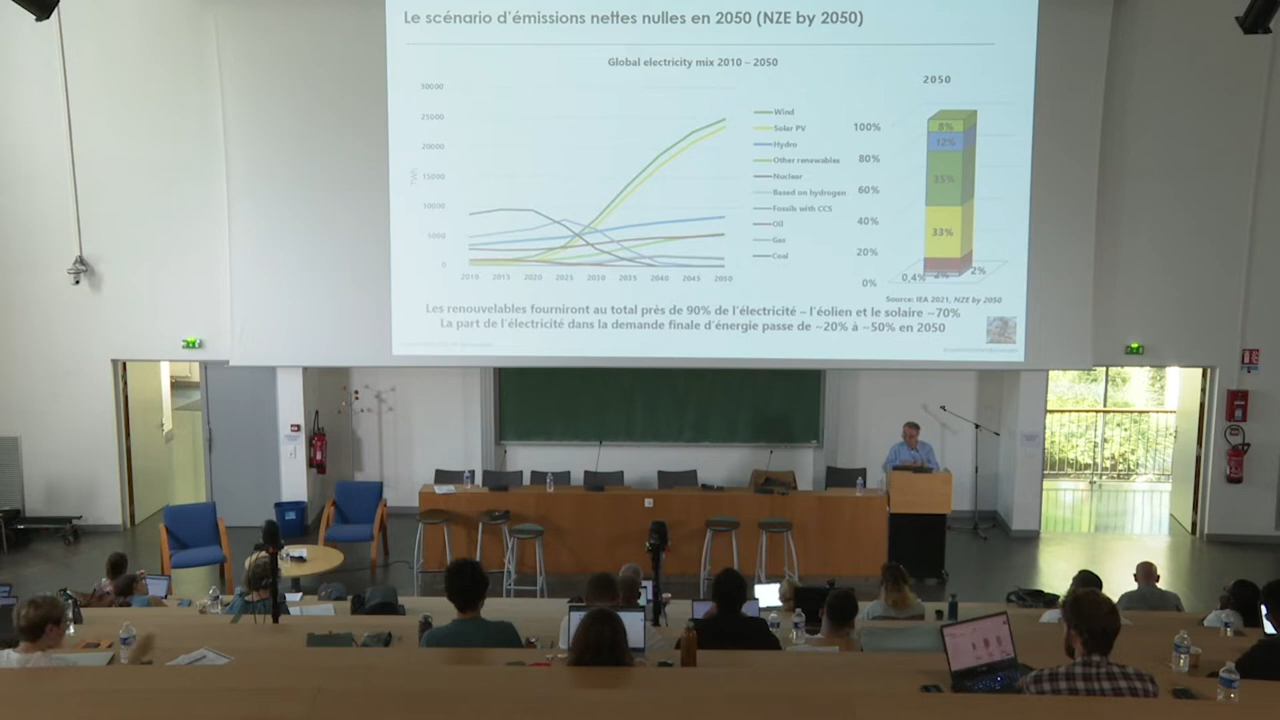 Le scénario d'émissions nettes nulles en 2050 (NZE by 2050)
Global electricity mix 2010 – 2050
2050
30000
25000
20000
15000
10000
5000
0
TWh
2010 2015 2020 2025 2030 2035 2040 2045 2050
Wind
Solar PV
Hydro
Other renewables
Nuclear
Based on hydrogen
Fossils with CCS
Oil
Gas
Coal
100%
80%
60%
40%
20%
0%
8%
12%
35%
33%
0,4%
2%
Source: IEA 2021, NZE by 2050
Les renouvelables fourniront au total près de 90% de l'électricité – l'éolien et le solaire ~70%
La part de l'électricité dans la demande finale d'énergie passe de ~20% à ~50% en 2050